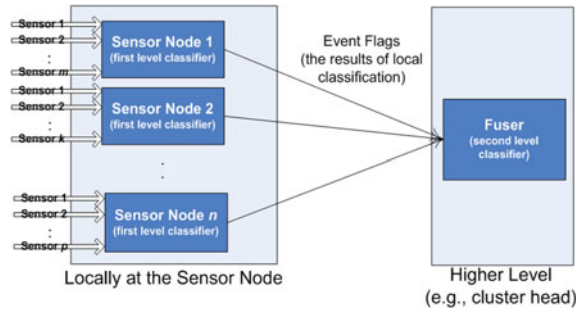 Sensor 1
Sensor 2
:
Sensor m
Sensor Node 1
(first level classifier)
Sensor 1
Sensor 2
:
Sensor k
Sensor Node 2
(first level classifier)
:
Sensor 1
Sensor 2
:
Sensor p
Sensor Node n
(first level classifier)
Locally at the Sensor Node
Event Flags
(the results of local
classification)
Fuser
(second level
classifier)
Higher Level
(e.g., cluster head)